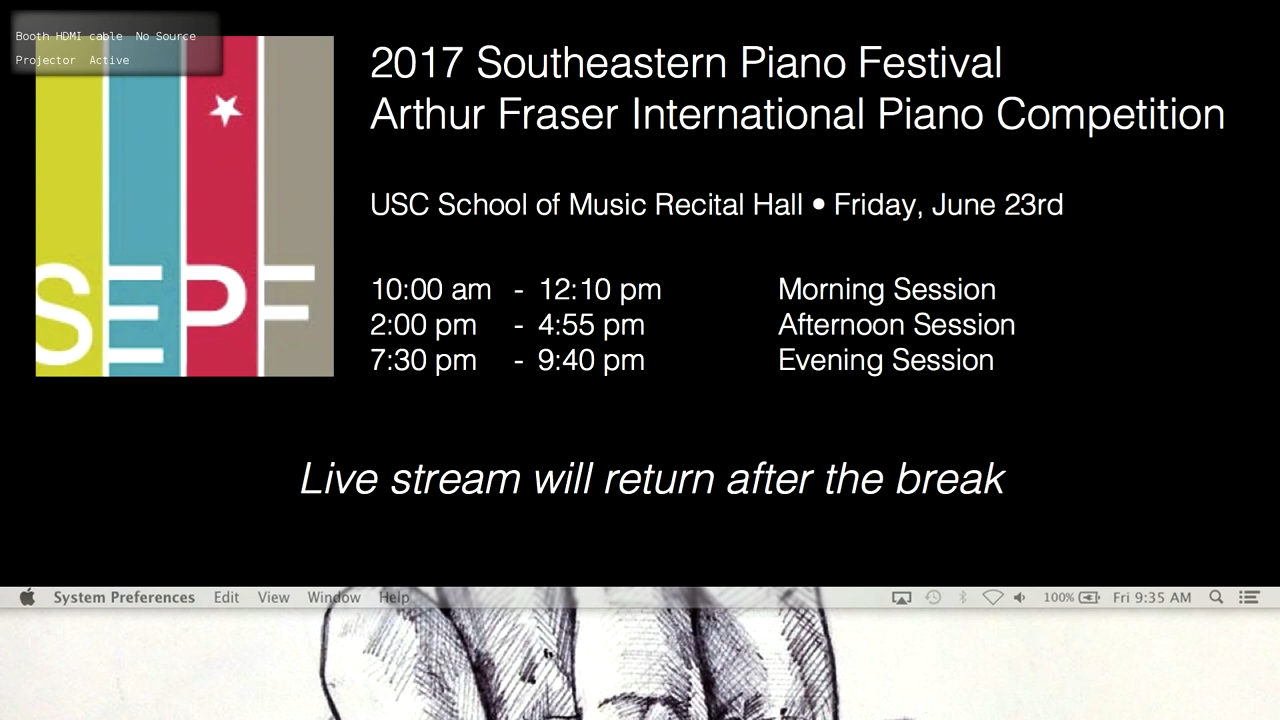 Booth HDMI cable No Source
Projector Active
SEPF
2017 Southeastern Piano Festival
Arthur Fraser International Piano Competition
USC School of Music Recital Hall • Friday, June 23rd
10:00 am - 12:10 pm Morning Session
2:00 pm - 4:55 pm Afternoon Session
7:30 pm - 9:40 pm Evening Session
Live stream will return after the break
System Preferences Edit View Window Help 100% Fri 9:35 AM